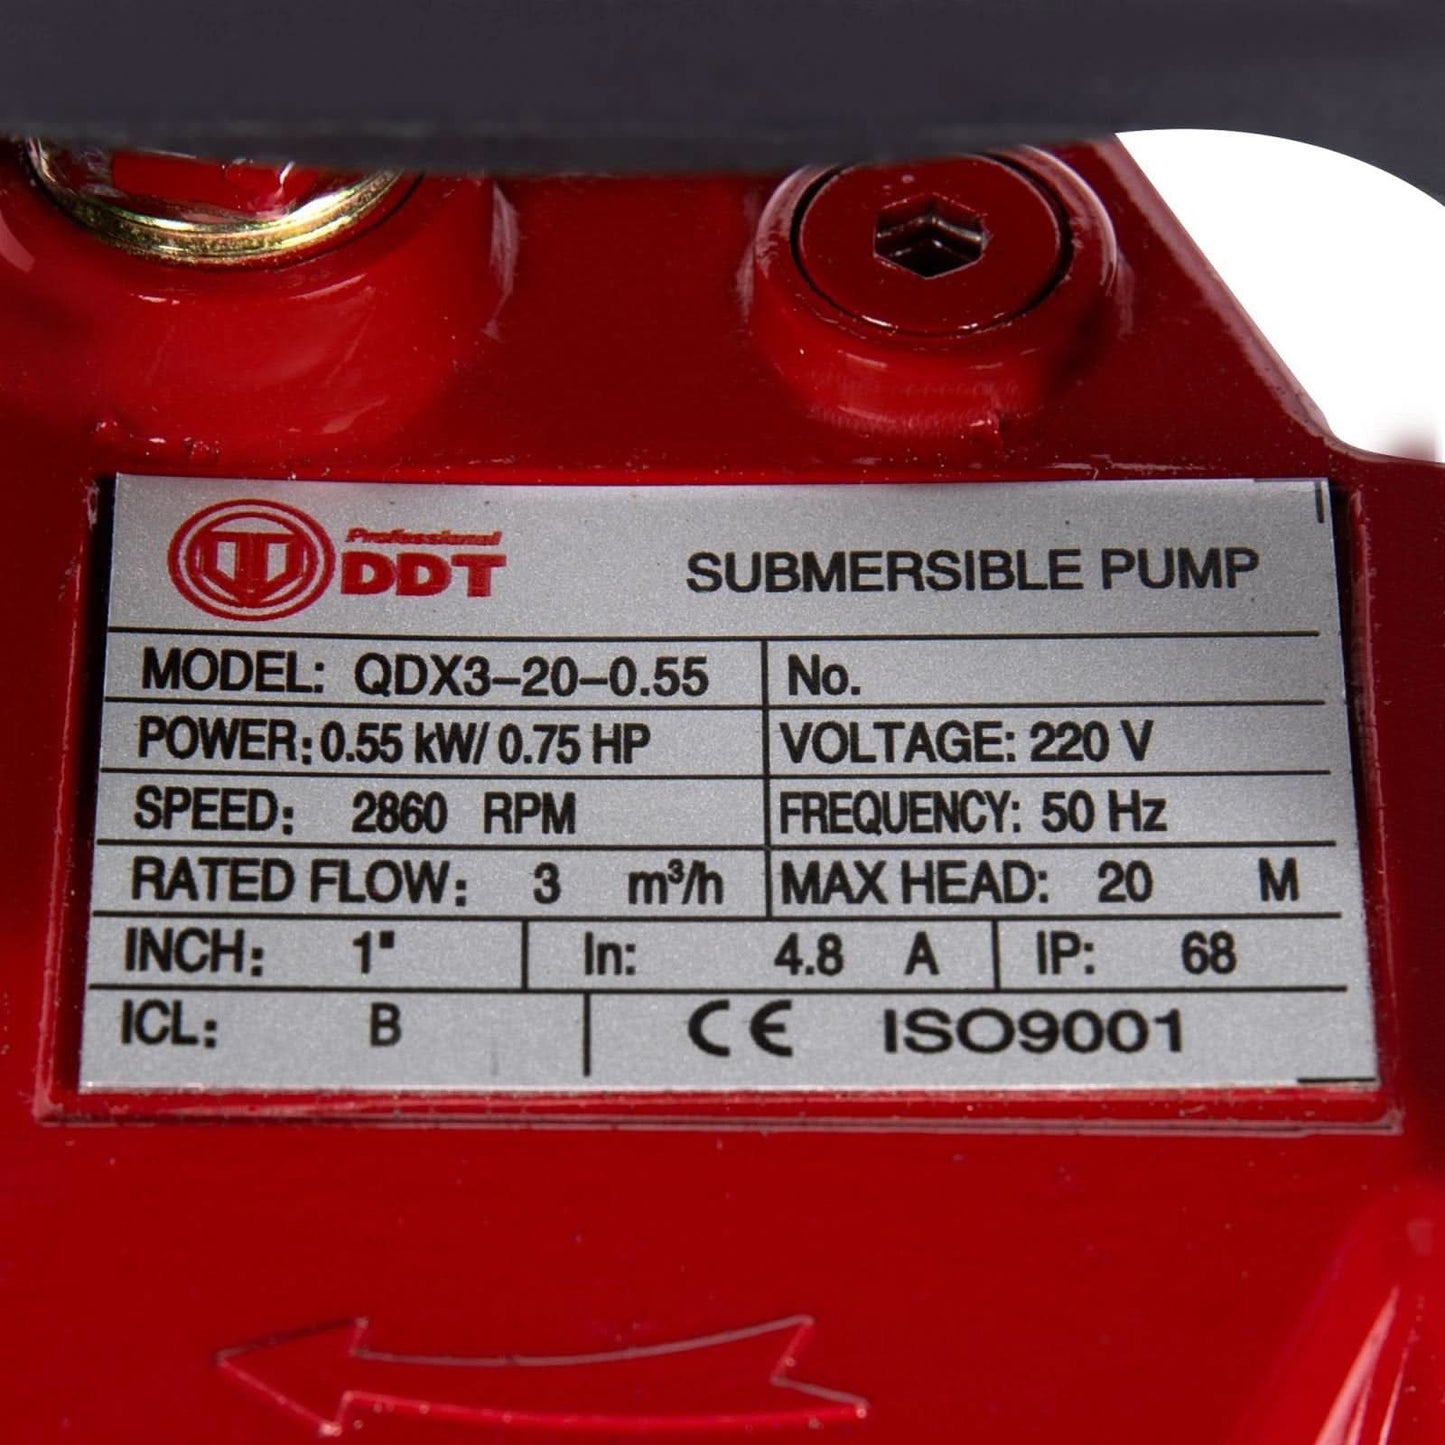 Professional
DDT
SUBMERSIBLE PUMP
MODEL: QDX3-20-0.55 No.
POWER: 0.55 kW/ 0.75 HP VOLTAGE: 220 V
SPEED: 2860 RPM FREQUENCY: 50 Hz
RATED FLOW: 3 m³/h MAX HEAD: 20 M
INCH: 1" In: 4.8 A IP: 68
ICL: B CE ISO9001